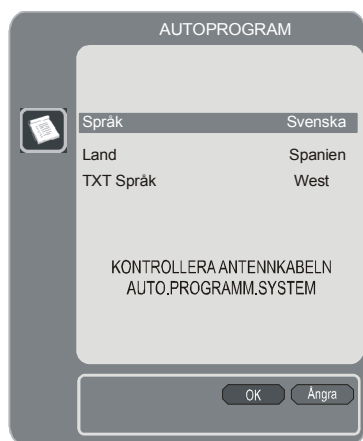 AUTOPROGRAM
Språk Svenska
Land Spanien
TXT Språk West
KONTROLLERA ANTENNKABELN
AUTO.PROGRAMM.SYSTEM
OK Ångra